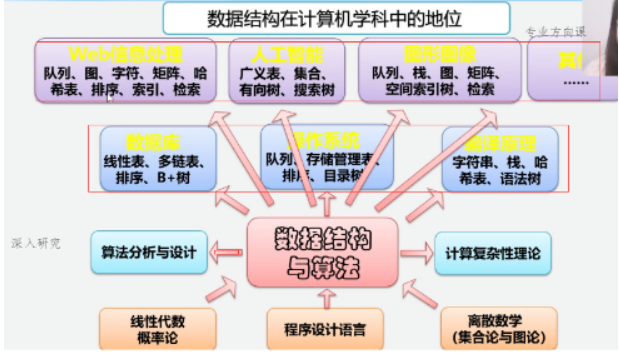 数据结构在计算机学科中的地位
专业方向课
Web信息处理
队列、图、字符、矩阵、哈
希表、排序、索引、检索
人工智能
广义表、集合、
有向树、搜索树
图形图像
队列、栈、图、矩阵、
空间索引树、检索
......
数据库
线性表、多链表、
排序、B+树
操作系统
队列、存储管理表、
排序、目录树
编译原理
字符串、栈、哈
希表、语法树
深入研究
算法分析与设计
数据结构
与算法
计算复杂性理论
线性代数
概率论
程序设计语言
离散数学
(集合论与图论)